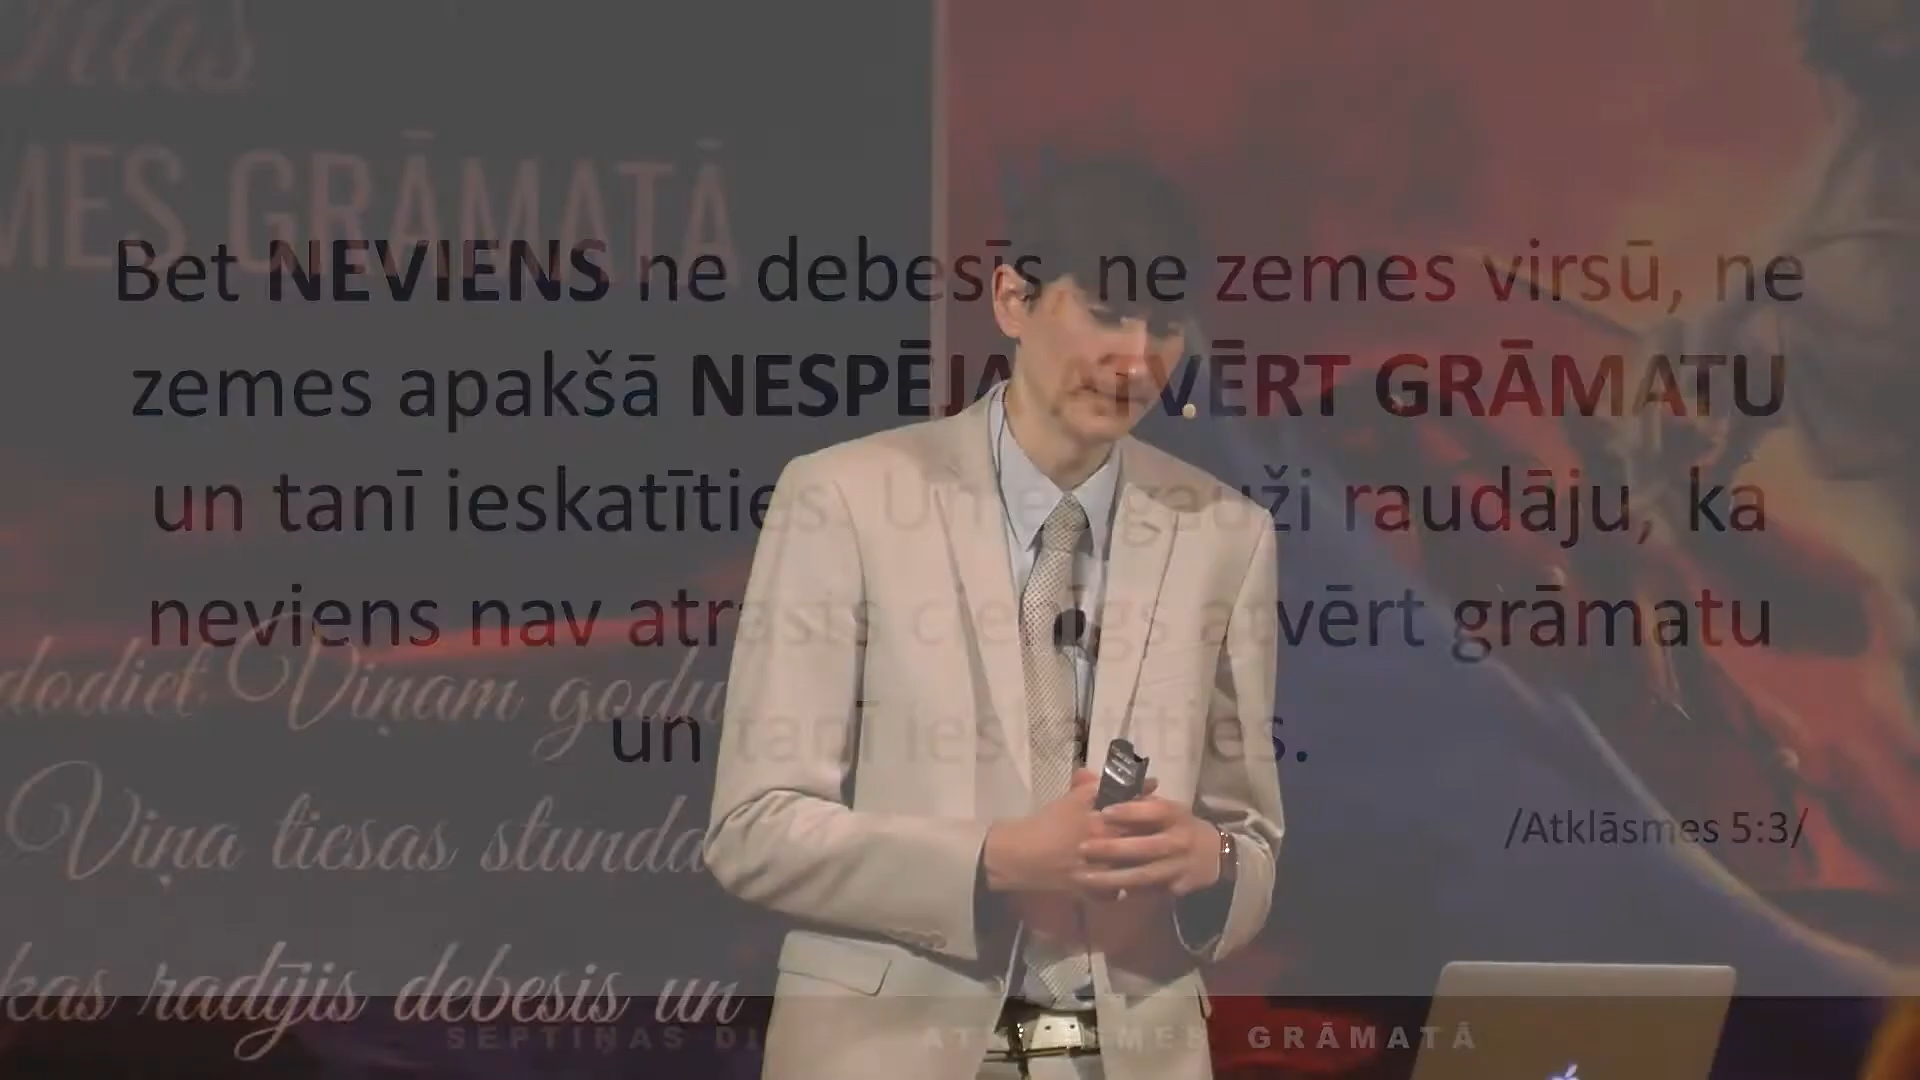 MES GRĀMATĀ
Bet NEVIENS ne debesīs, ne zemes virsū, ne
zemes apakšā NESPĒJA ATVĒRT GRĀMATU
un tanī ieskatīties. Un es gauži raudāju, ka
neviens nav atrasts cienīgs atvērt grāmatu
un tanī ieskatīties.
/Atklāsmes 5:3/
dodiet Viņam godu
Viņa tiesas stunda
kas radījis debesis un
SEPTIŅAS ATKLĀSMES GRĀMATĀ